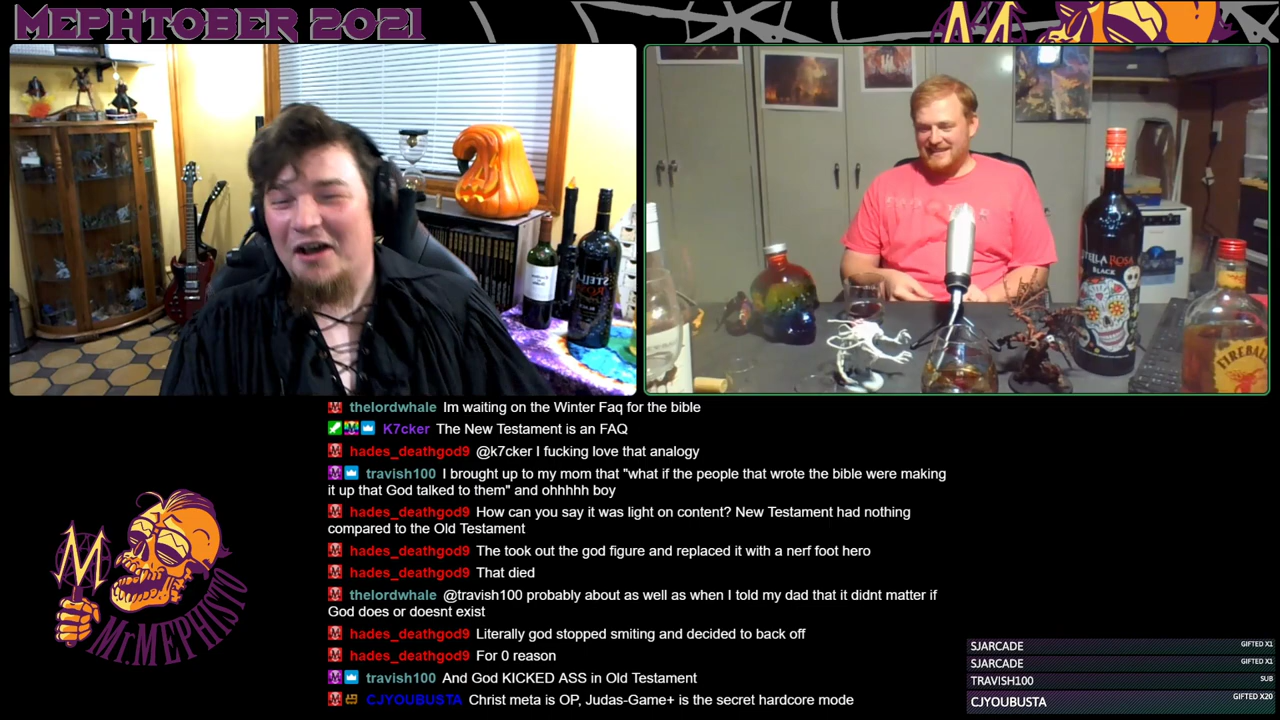 MEPHTOBER 2021
STELLA ROSA
BLACK
FIREBALL
thelordwhale Im waiting on the Winter Faq for the bible
K7cker The New Testament is an FAQ
hades_deathgod9 @k7cker I fucking love that analogy
travish100 I brought up to my mom that "what if the people that wrote the bible were making
it up that God talked to them" and ohhhhh boy
hades_deathgod9 How can you say it was light on content? New Testament had nothing
compared to the Old Testament
hades_deathgod9 The took out the god figure and replaced it with a nerf foot hero
hades_deathgod9 That died
thelordwhale @travish100 probably about as well as when I told my dad that it didnt matter if
God does or doesnt exist
hades_deathgod9 Literally god stopped smiting and decided to back off
hades_deathgod9 For 0 reason
travish100 And God KICKED ASS in Old Testament
CJYOUBUSTA Christ meta is OP, Judas-Game+ is the secret hardcore mode
M
Mr. MEPHISTO
SJARCADE GIFTED X1
SJARCADE GIFTED X1
TRAVISH100 SUB
CJYOUBUSTA GIFTED X20